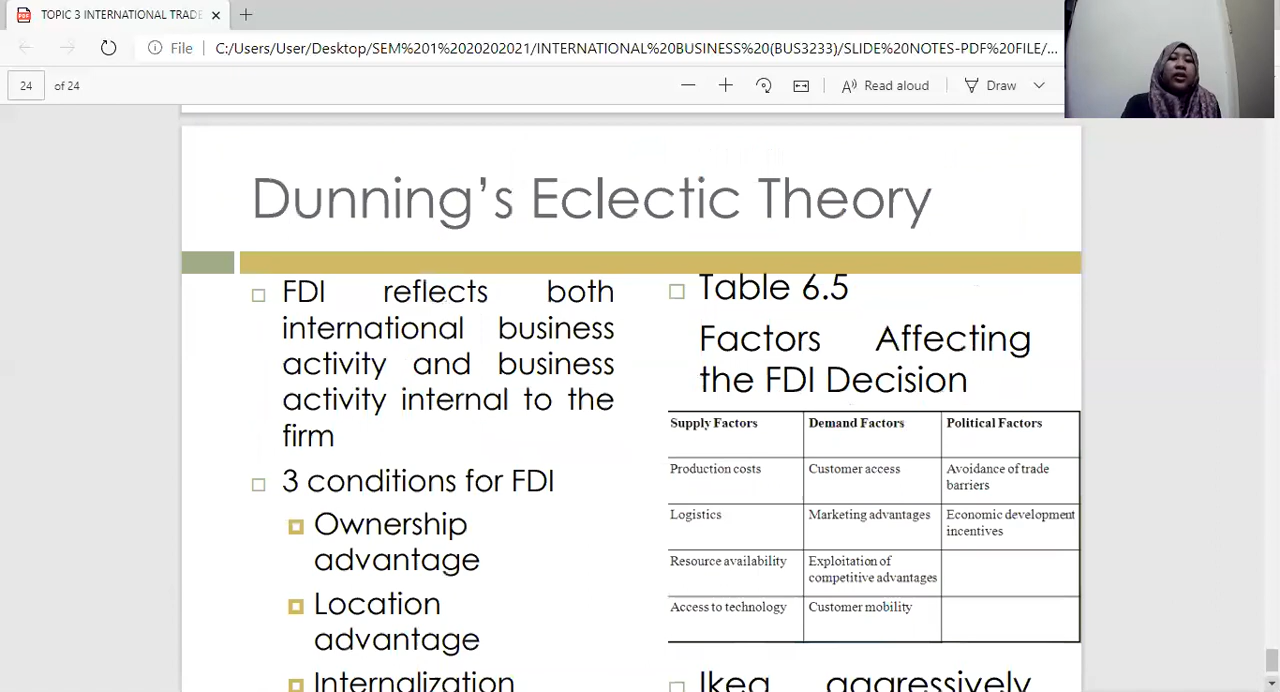 TOPIC 3 INTERNATIONAL TRADE
24 of 24
File C:/Users/User/Desktop/SEM%201%2020202021/INTERNATIONAL%20BUSINESS%20(BUS3233)/SLIDE%20NOTES-PDF%20FILE/...
Read aloud
Draw
Dunning's Eclectic Theory
FDI reflects both
international business
activity and business
activity internal to the
firm
3 conditions for FDI
Ownership
advantage
Location
advantage
Internalization
Table 6.5
Factors Affecting
the FDI Decision
Supply Factors Demand Factors Political Factors
Production costs Customer access Avoidance of trade
barriers
Logistics Marketing advantages Economic development
incentives
Resource availability Exploitation of
competitive advantages
Access to technology Customer mobility
Ikea aggressively